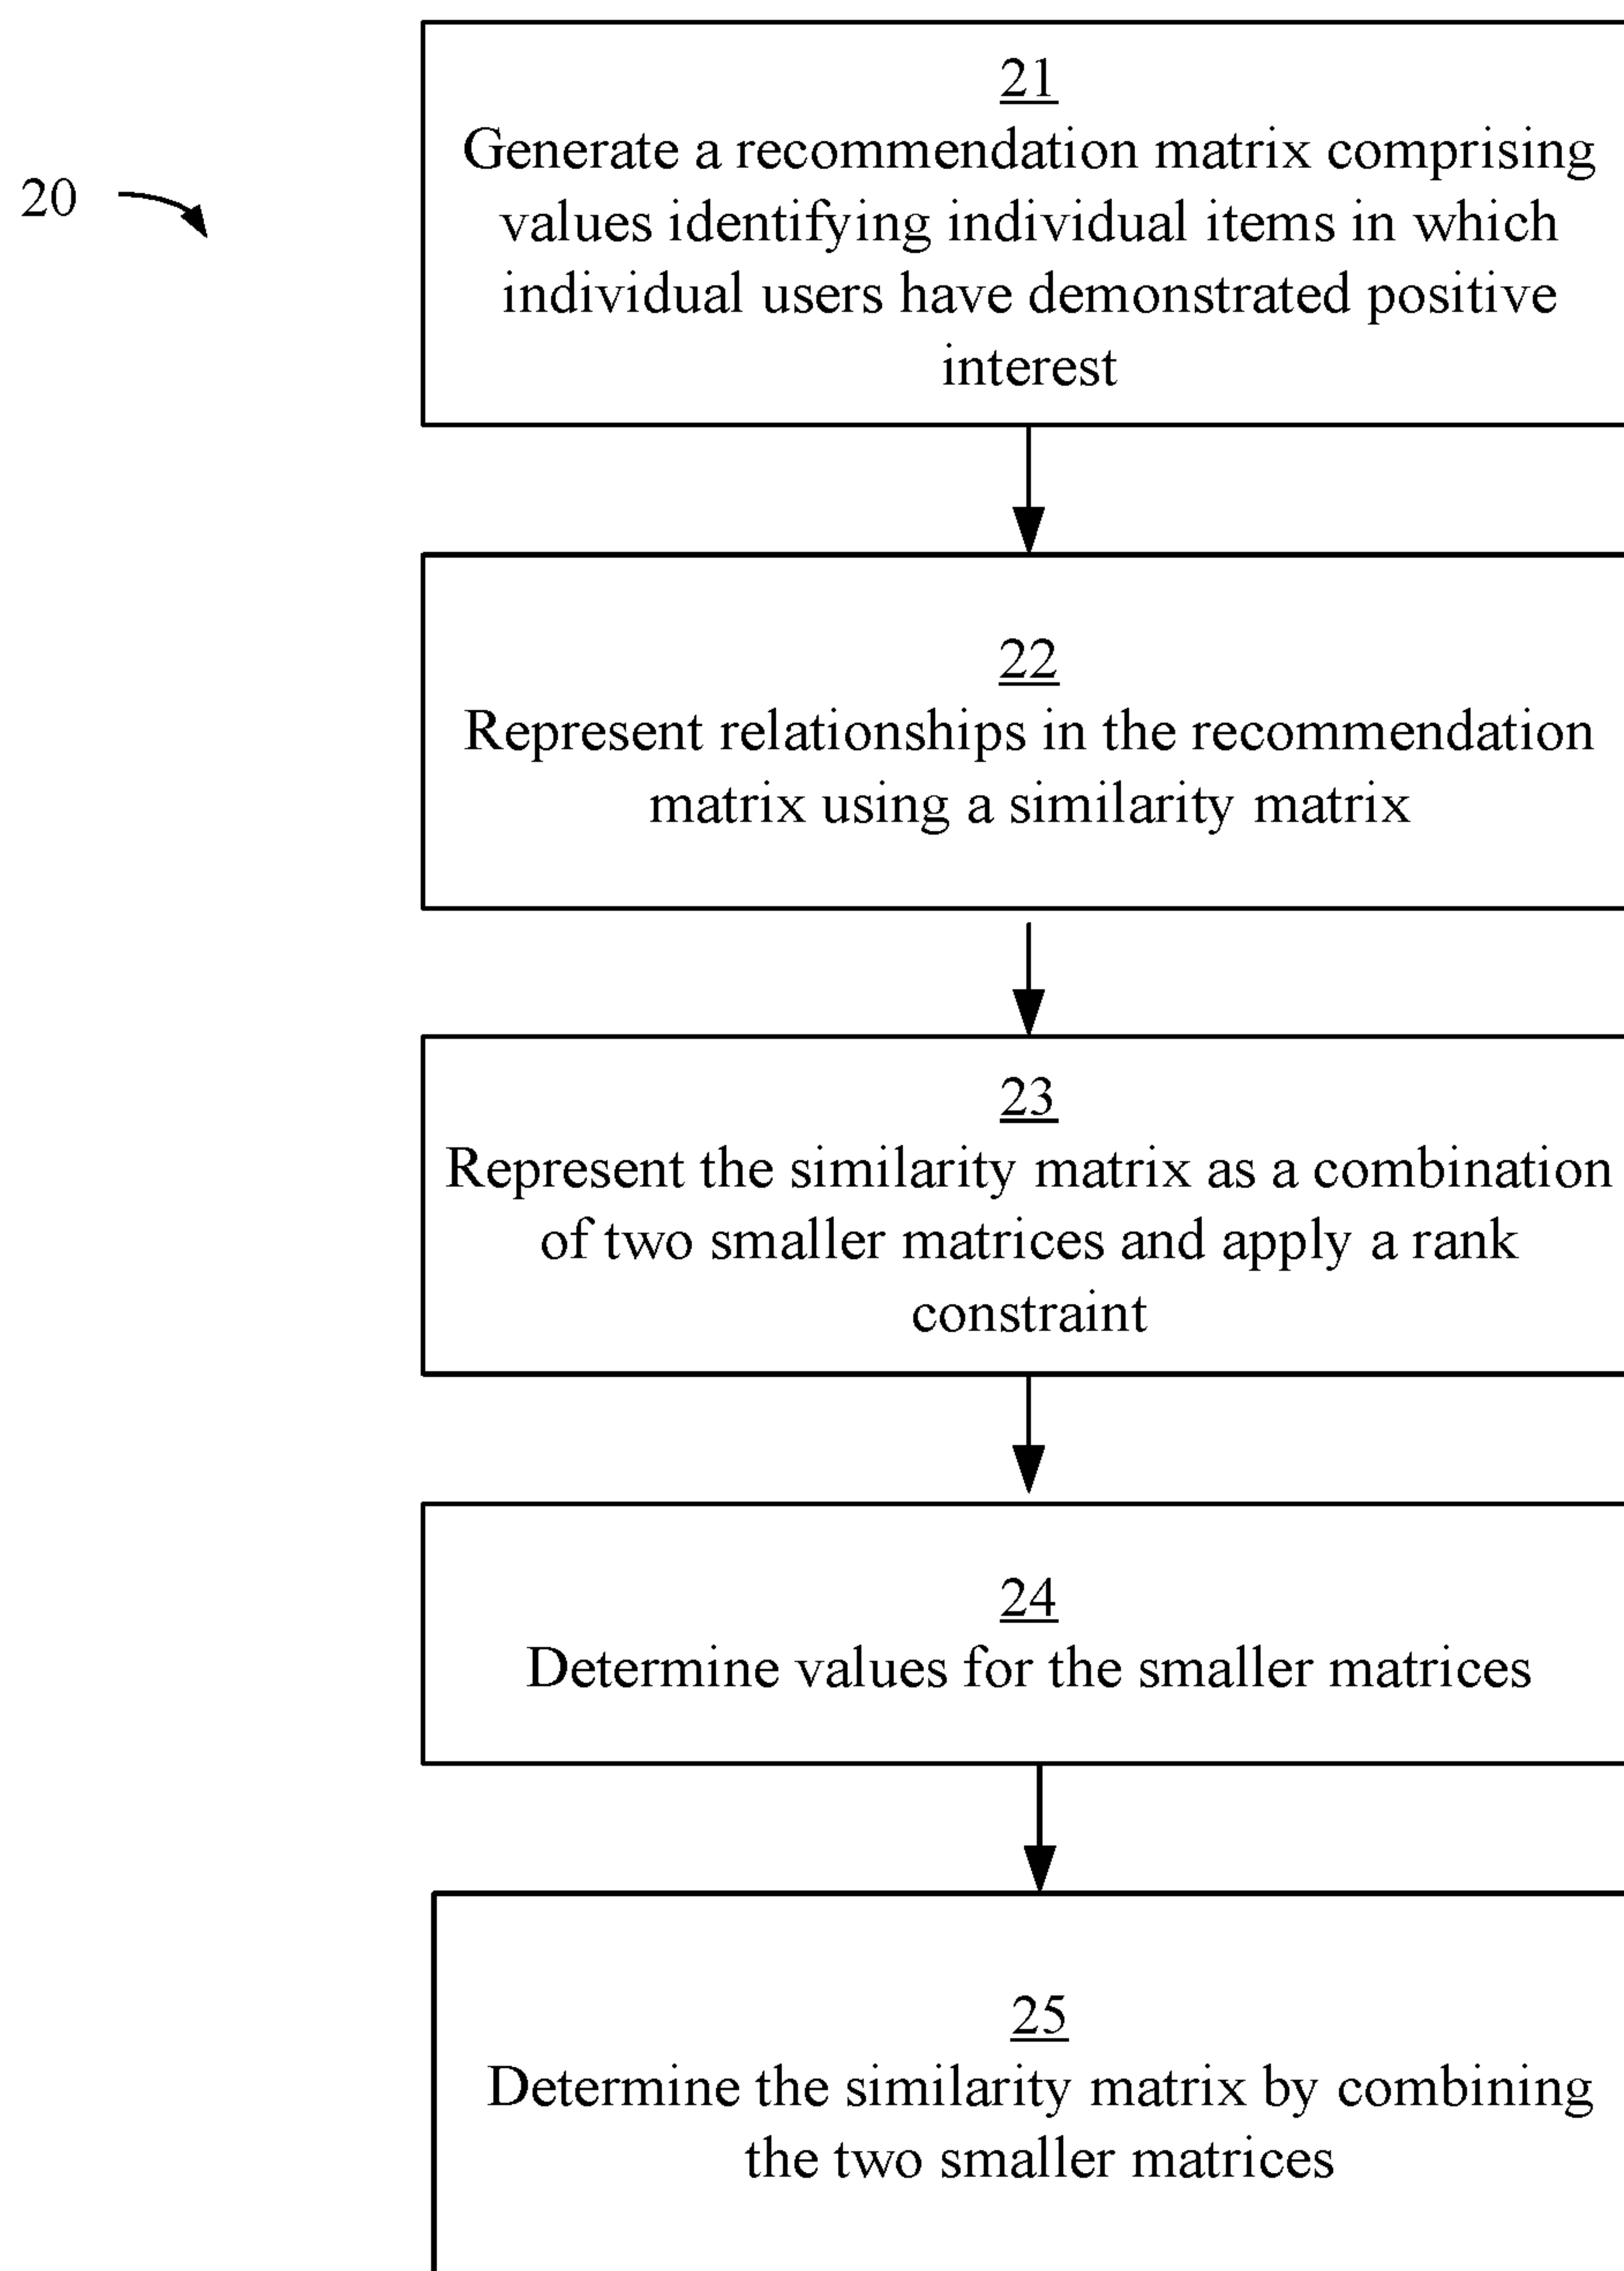 20
21
Generate a recommendation matrix comprising
values identifying individual items in which
individual users have demonstrated positive
interest
22
Represent relationships in the recommendation
matrix using a similarity matrix
23
Represent the similarity matrix as a combination
of two smaller matrices and apply a rank
constraint
24
Determine values for the smaller matrices
25
Determine the similarity matrix by combining
the two smaller matrices